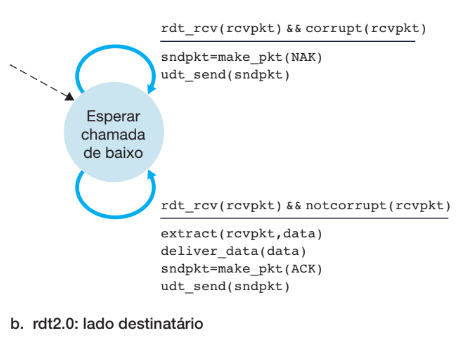 rdt_rcv(rcvpkt) && corrupt(rcvpkt)
sndpkt=make_pkt(NAK)
udt_send(sndpkt)
Esperar
chamada
de baixo
rdt_rcv(rcvpkt) && notcorrupt(rcvpkt)
extract(rcvpkt,data)
deliver_data(data)
sndpkt=make_pkt(ACK)
udt_send(sndpkt)
b. rdt2.0: lado destinatário